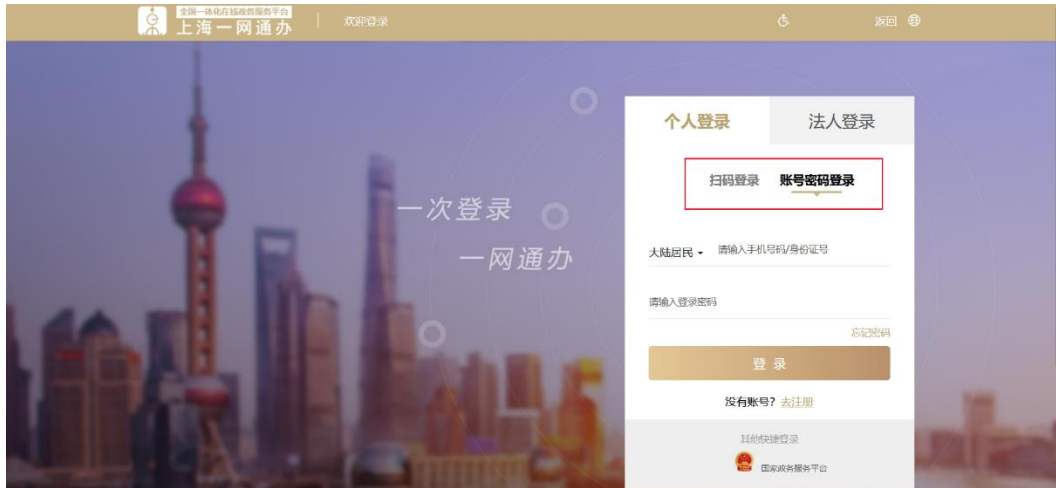 全国一体化在线政务服务平台
上海一网通办
欢迎登录
返回
一次登录
一网通办
个人登录 法人登录
扫码登录 账号密码登录
大陆居民 请输入手机号码/身份证号
请输入登录密码
忘记密码
登 录
没有账号? 去注册
其他快捷登录
国家政务服务平台